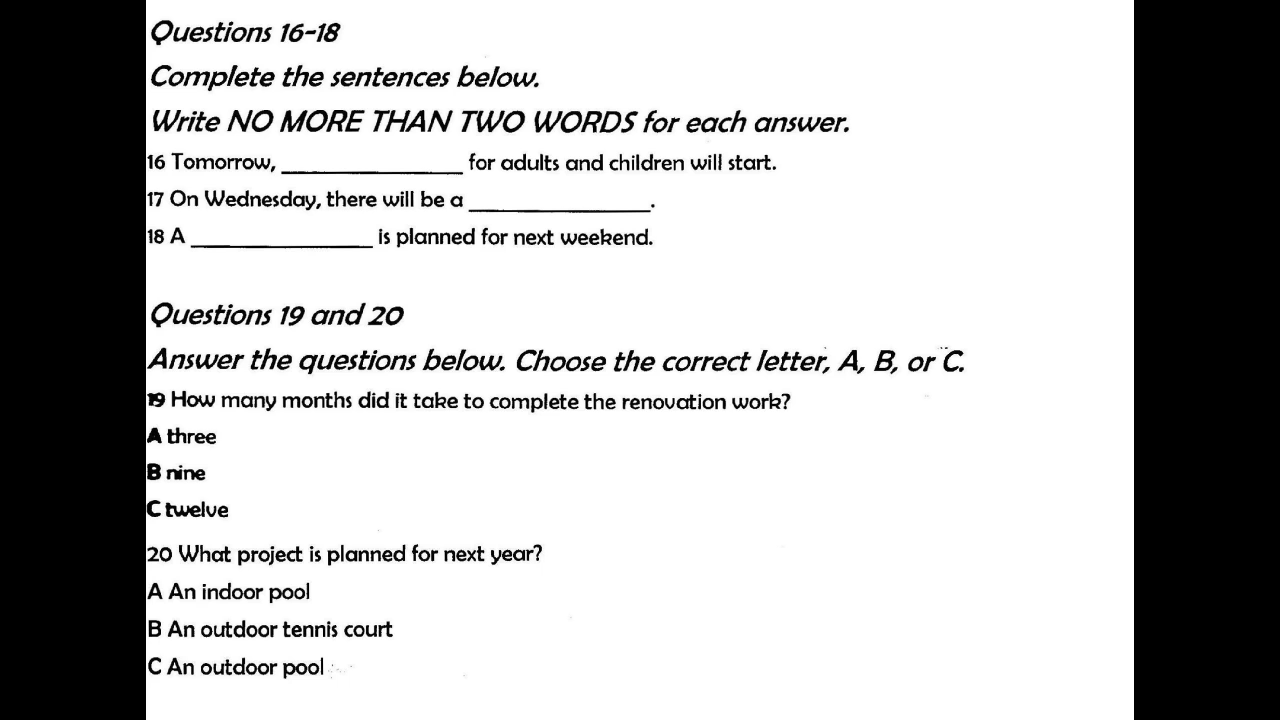 Questions 16-18
Complete the sentences below.
Write NO MORE THAN TWO WORDS for each answer.
16 Tomorrow, ________________ for adults and children will start.
17 On Wednesday, there will be a ________________.
18 A ________________ is planned for next weekend.
Questions 19 and 20
Answer the questions below. Choose the correct letter, A, B, or C.
19 How many months did it take to complete the renovation work?
A three
B nine
C twelve
20 What project is planned for next year?
A An indoor pool
B An outdoor tennis court
C An outdoor pool